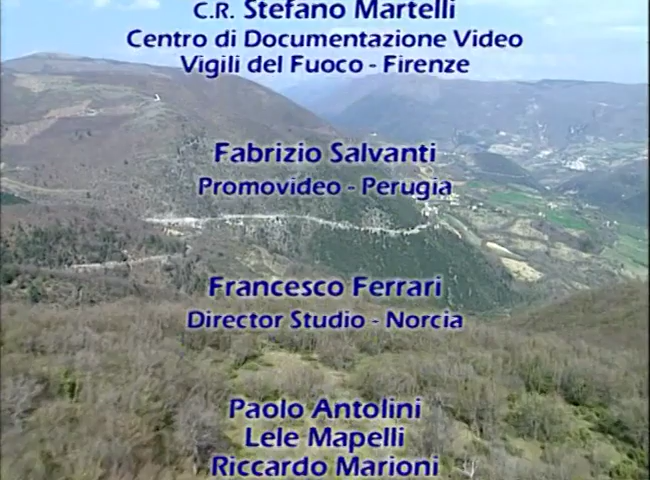 C.R. Stefano Martelli
Centro di Documentazione Video
Vigili del Fuoco - Firenze
Fabrizio Salvanti
Promovideo - Perugia
Francesco Ferrari
Director Studio - Norcia
Paolo Antolini
Lele Mapelli
Riccardo Marioni